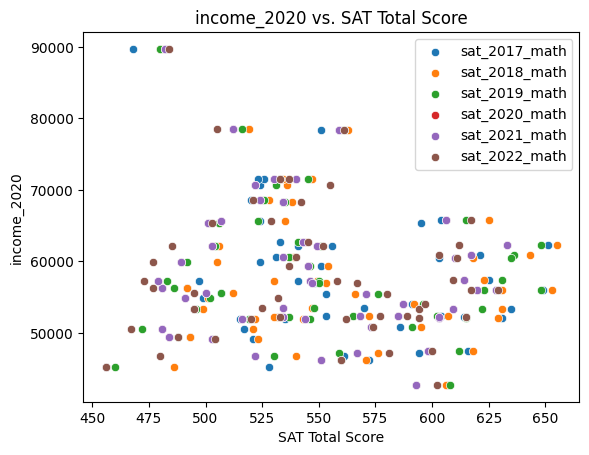 income_2020 vs. SAT Total Score
sat_2017_math
sat_2018_math
sat_2019_math
sat_2020_math
sat_2021_math
sat_2022_math
90000
80000
70000
60000
50000
income_2020
450
475
500
525
550
575
600
625
650
SAT Total Score